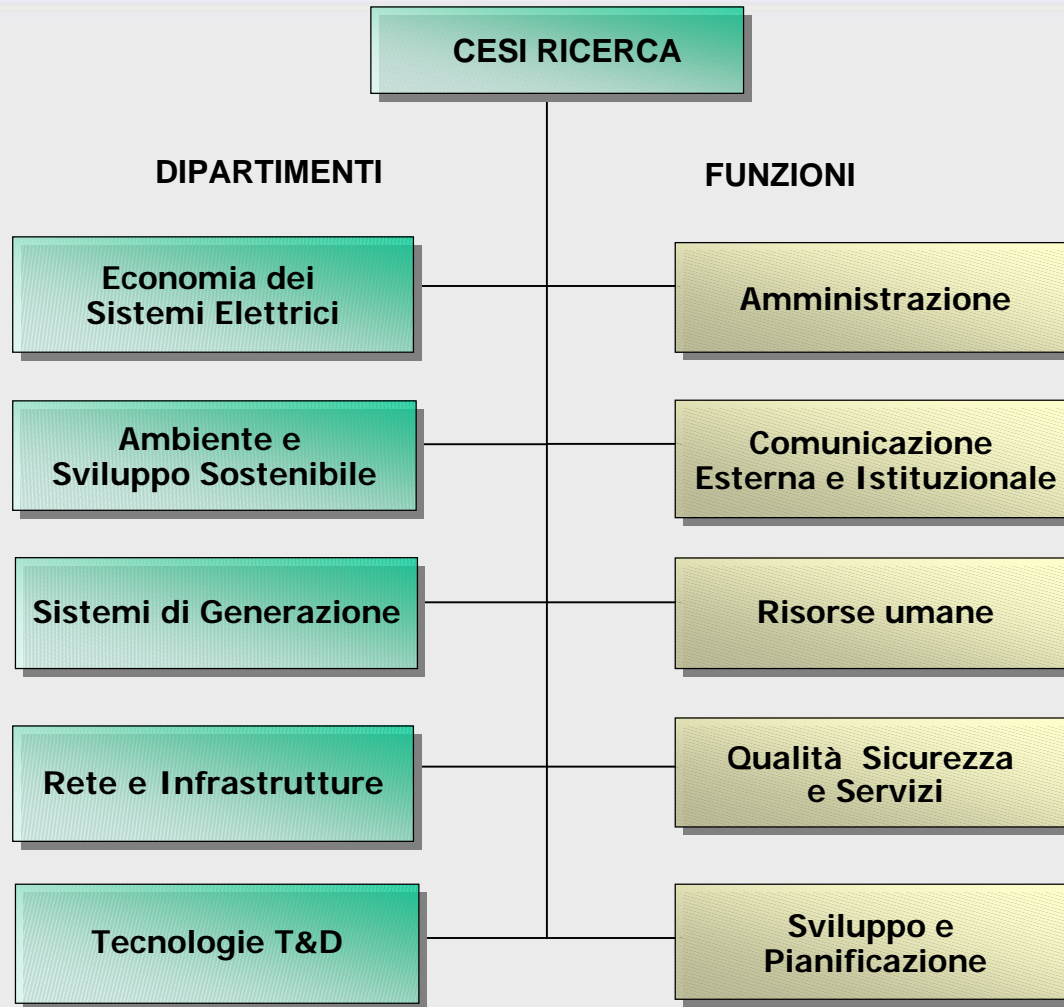 CESI RICERCA
DIPARTIMENTI
FUNZIONI
Economia dei
Sistemi Elettrici
Amministrazione
Ambiente e
Sviluppo Sostenibile
Comunicazione
Esterna e Istituzionale
Sistemi di Generazione
Risorse umane
Rete e Infrastrutture
Qualità Sicurezza
e Servizi
Tecnologie T&D
Sviluppo e
Pianificazione